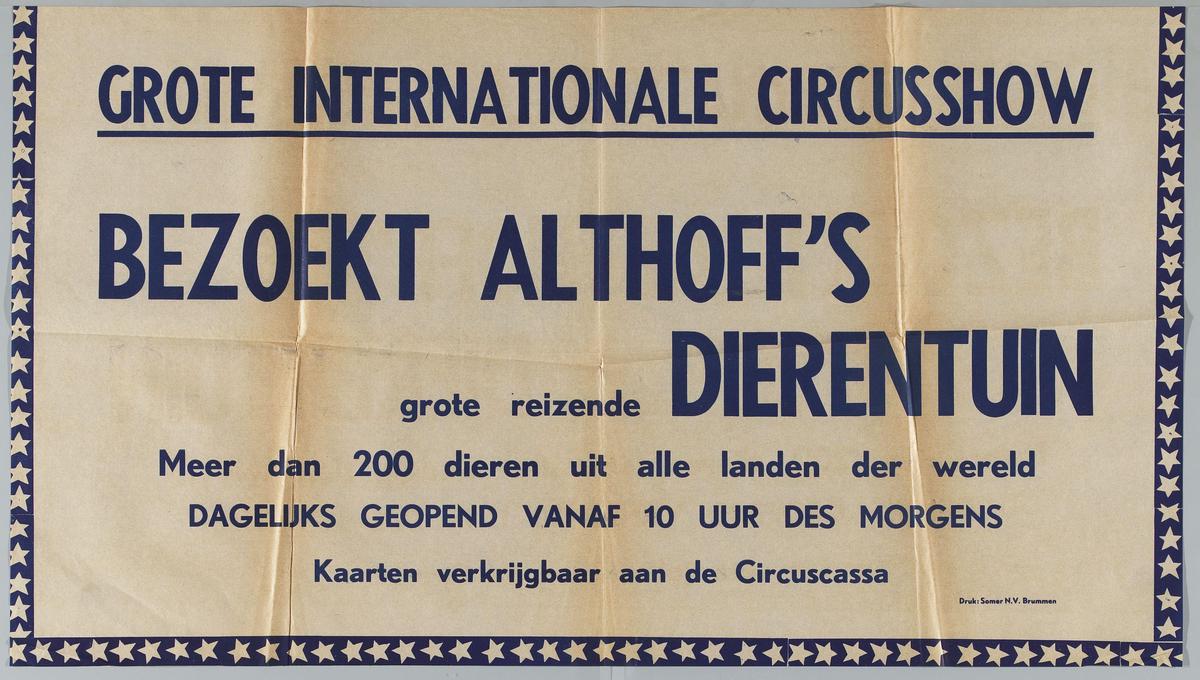 GROTE INTERNATIONALE CIRCUSSHOW
BEZOEKT ALTHOFF'S
grote reizende DIERENTUIN
Meer dan 200 dieren uit alle landen der wereld
DAGELIJKS GEOPEND VANAF 10 UUR DES MORGENS
Kaarten verkrijgbaar aan de Circuscassa
Druk: Somer N.V. Brummen